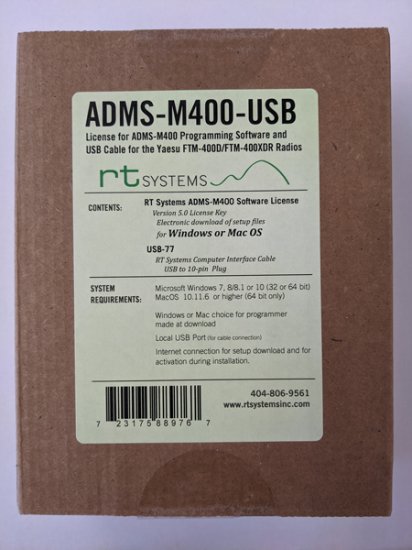 ADMS-M400-USB
License for ADMS-M400 Programming Software and
USB Cable for the Yaesu FTM-400D/FTM-400XDR Radios
rt SYSTEMS
CONTENTS: RT Systems ADMS-M400 Software License
Version 5.0 License Key
Electronic download of setup files
for Windows or Mac OS
USB-77
RT Systems Computer Interface Cable
USB to 10-pin Plug
SYSTEM REQUIREMENTS: Microsoft Windows 7, 8/8.1 or 10 (32 or 64 bit)
MacOS 10.11.6 or higher (64 bit only)
Windows or Mac choice for programmer
made at download
Local USB Port (for cable connection)
Internet connection for setup download and for
activation during installation.
404-806-9561
www.rtsystemsinc.com
7 23175 88976 7